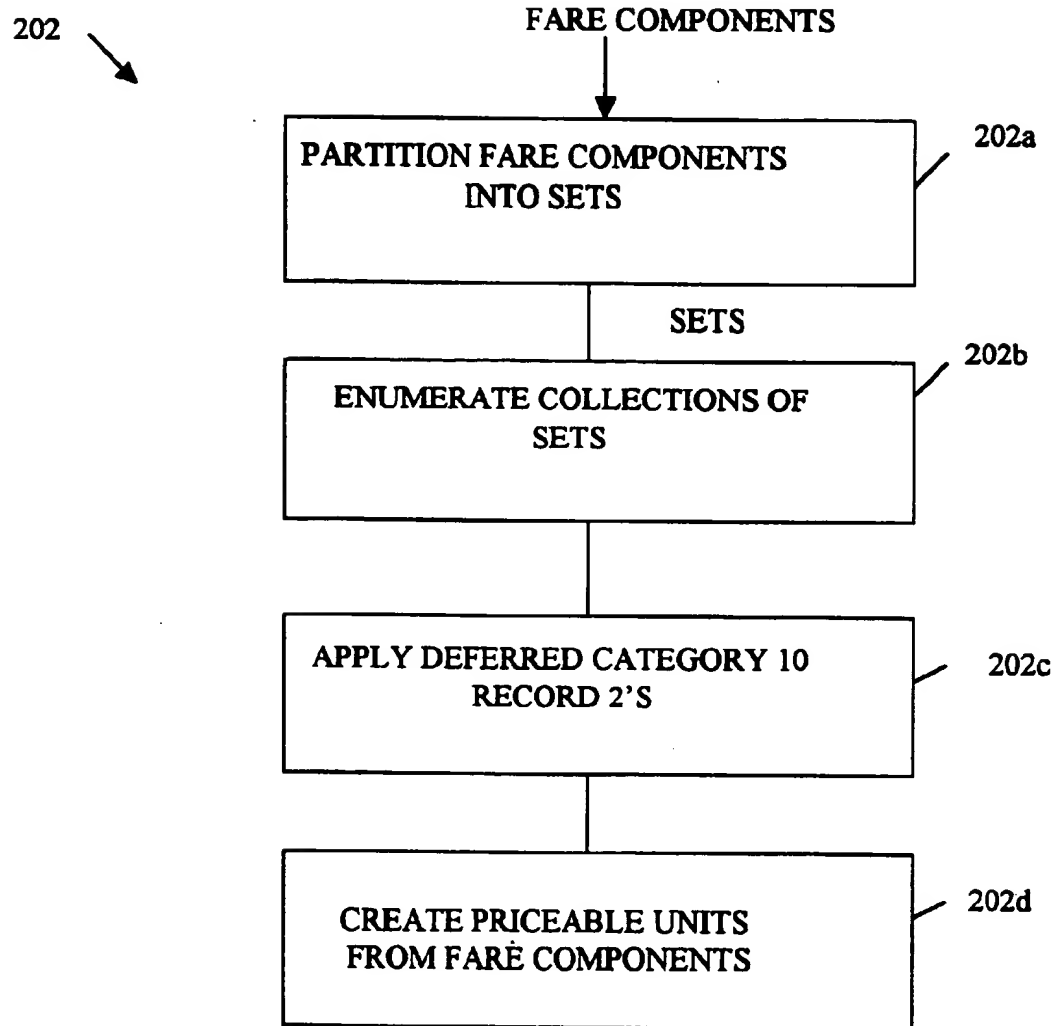 202
FARE COMPONENTS
202a
PARTITION FARE COMPONENTS
INTO SETS
SETS
202b
ENUMERATE COLLECTIONS OF
SETS
APPLY DEFERRED CATEGORY 10
RECORD 2'S
202c
202d
CREATE PRICEABLE UNITS
FROM FARE COMPONENTS